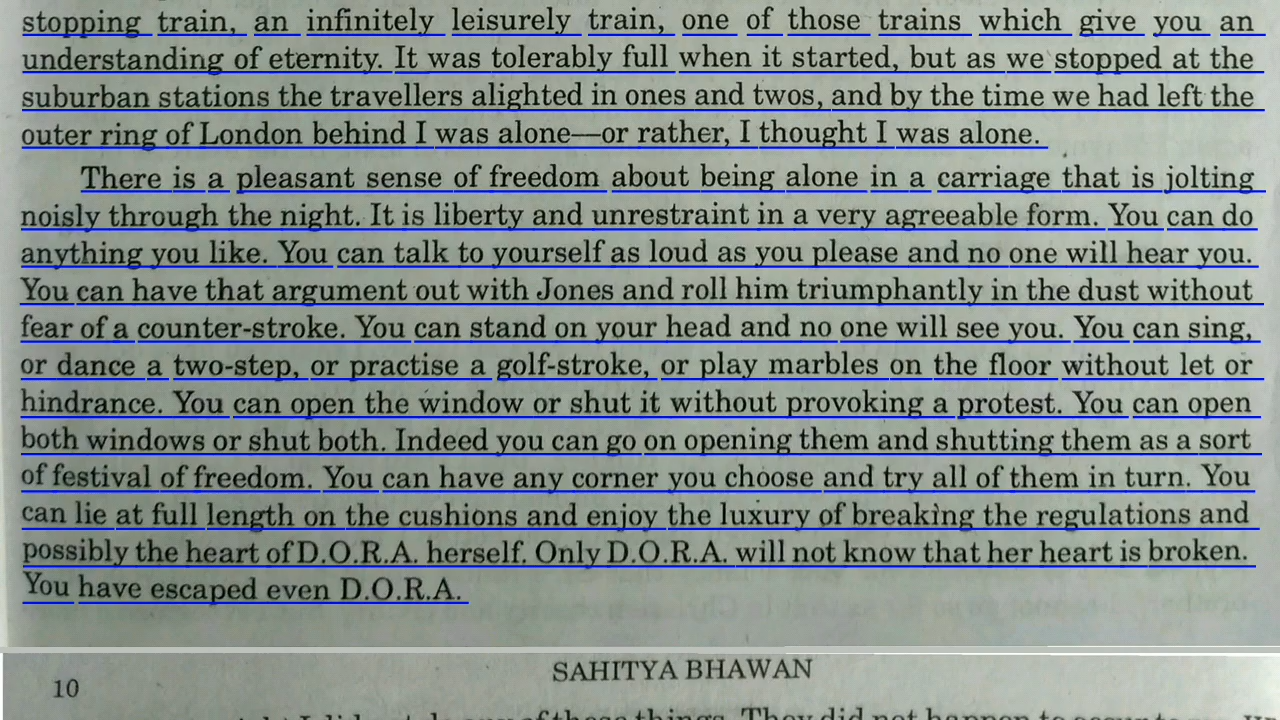 stopping train, an infinitely leisurely train, one of those trains which give you an
understanding of eternity. It was tolerably full when it started, but as we stopped at the
suburban stations the travellers alighted in ones and twos, and by the time we had left the
outer ring of London behind I was alone—or rather, I thought I was alone.
There is a pleasant sense of freedom about being alone in a carriage that is jolting
noisly through the night. It is liberty and unrestraint in a very agreeable form. You can do
anything you like. You can talk to yourself as loud as you please and no one will hear you.
You can have that argument out with Jones and roll him triumphantly in the dust without
fear of a counter-stroke. You can stand on your head and no one will see you. You can sing,
or dance a two-step, or practise a golf-stroke, or play marbles on the floor without let or
hindrance. You can open the window or shut it without provoking a protest. You can open
both windows or shut both. Indeed you can go on opening them and shutting them as a sort
of festival of freedom. You can have any corner you choose and try all of them in turn. You
can lie at full length on the cushions and enjoy the luxury of breaking the regulations and
possibly the heart of D.O.R.A. herself. Only D.O.R.A. will not know that her heart is broken.
You have escaped even D.O.R.A.
10
SAHITYA BHAWAN